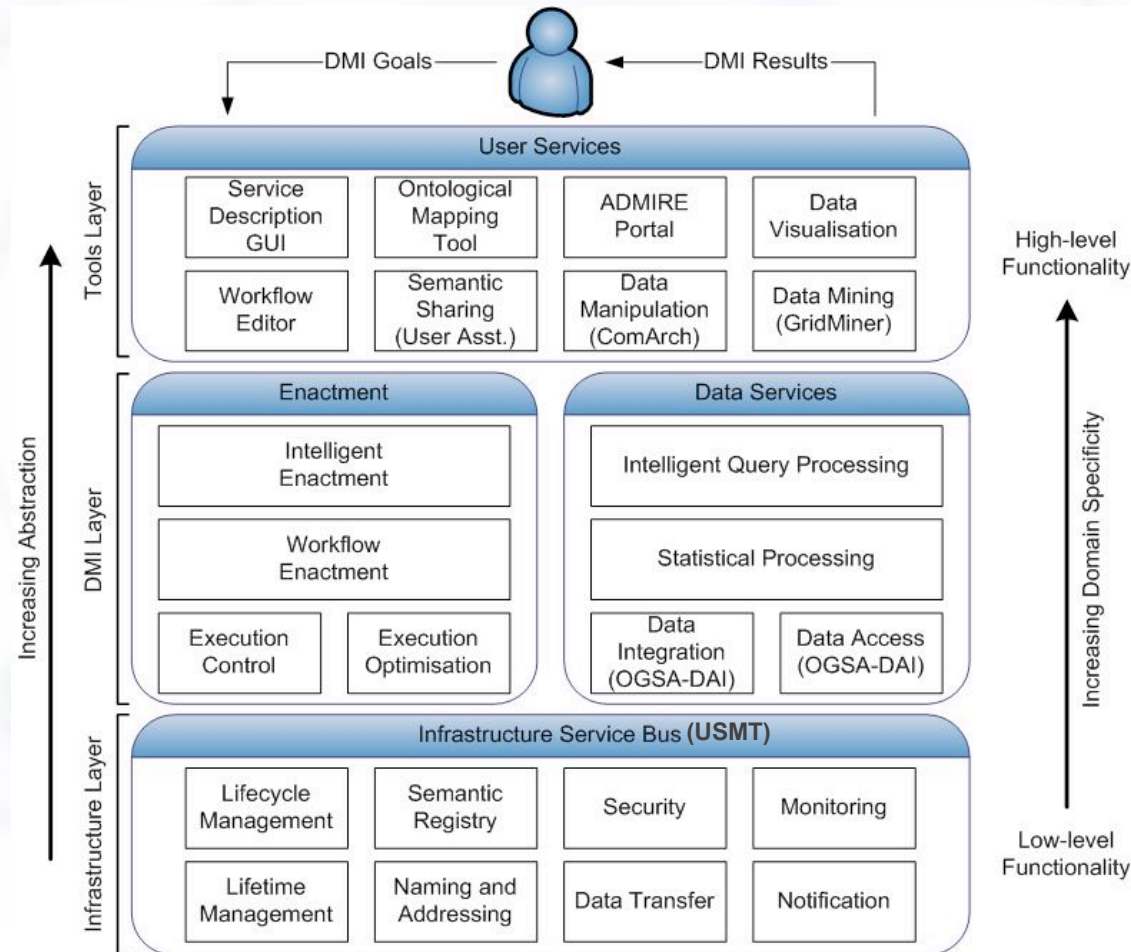 DMI Goals
DMI Results
User Services
Tools Layer
Service
Description
GUI
Ontological
Mapping
Tool
ADMIRE
Portal
Data
Visualisation
Workflow
Editor
Semantic
Sharing
(User Asst.)
Data
Manipulation
(ComArch)
Data Mining
(GridMiner)
High-level
Functionality
Increasing Abstraction
DMI Layer
Enactment
Intelligent
Enactment
Workflow
Enactment
Execution
Control
Execution
Optimisation
Data Services
Intelligent Query Processing
Statistical Processing
Data
Integration
(OGSA-DAI)
Data Access
(OGSA-DAI)
Increasing Domain Specificity
Infrastructure Layer
Infrastructure Service Bus (USMT)
Lifecycle
Management
Semantic
Registry
Security
Monitoring
Lifetime
Management
Naming and
Addressing
Data Transfer
Notification
Low-level
Functionality